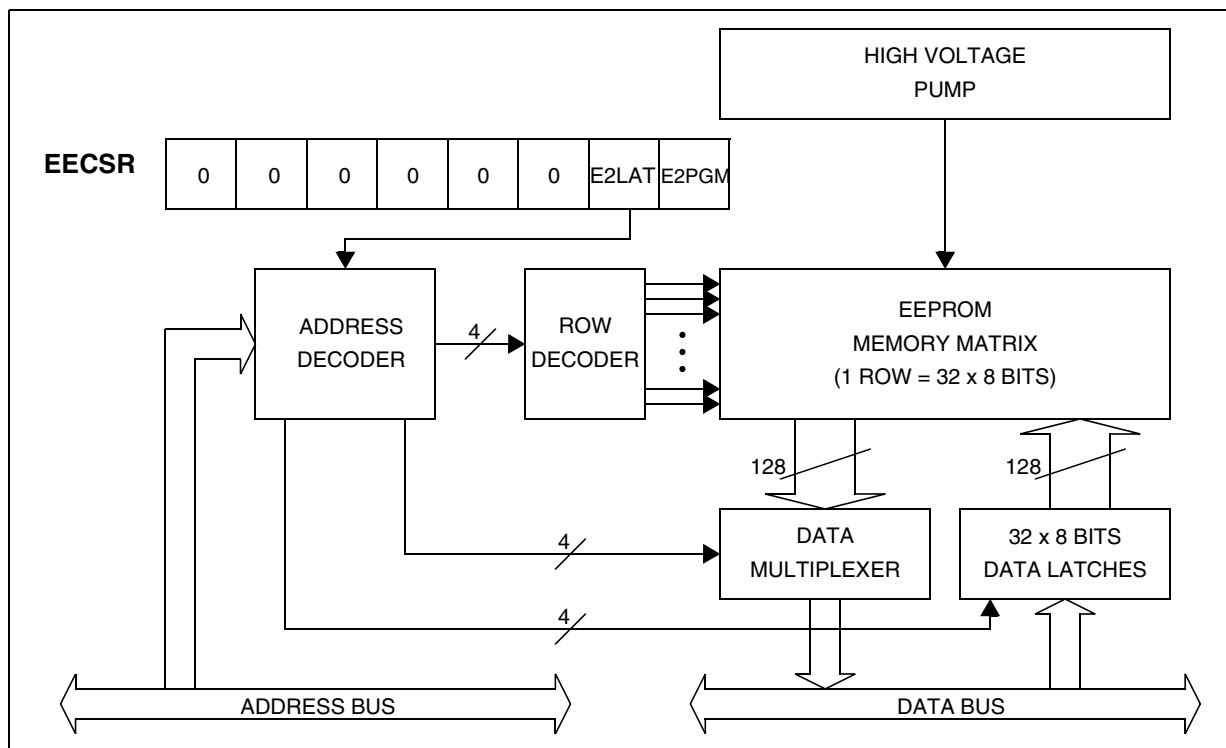 HIGH VOLTAGE
PUMP
EECSR
0 0 0 0 0 0 E2LAT E2PGM
ADDRESS
DECODER
4
ROW
DECODER
EEPROM
MEMORY MATRIX
(1 ROW = 32 x 8 BITS)
128
128
4
DATA
MULTIPLEXER
32 x 8 BITS
DATA LATCHES
4
ADDRESS BUS
DATA BUS